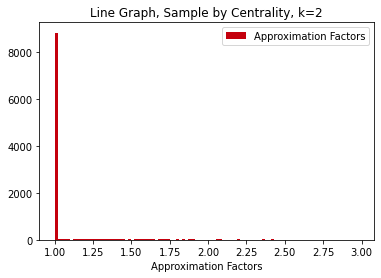 Line Graph, Sample by Centrality, k=2
Approximation Factors
8000
6000
4000
2000
0
1.00 1.25 1.50 1.75 2.00 2.25 2.50 2.75 3.00
Approximation Factors